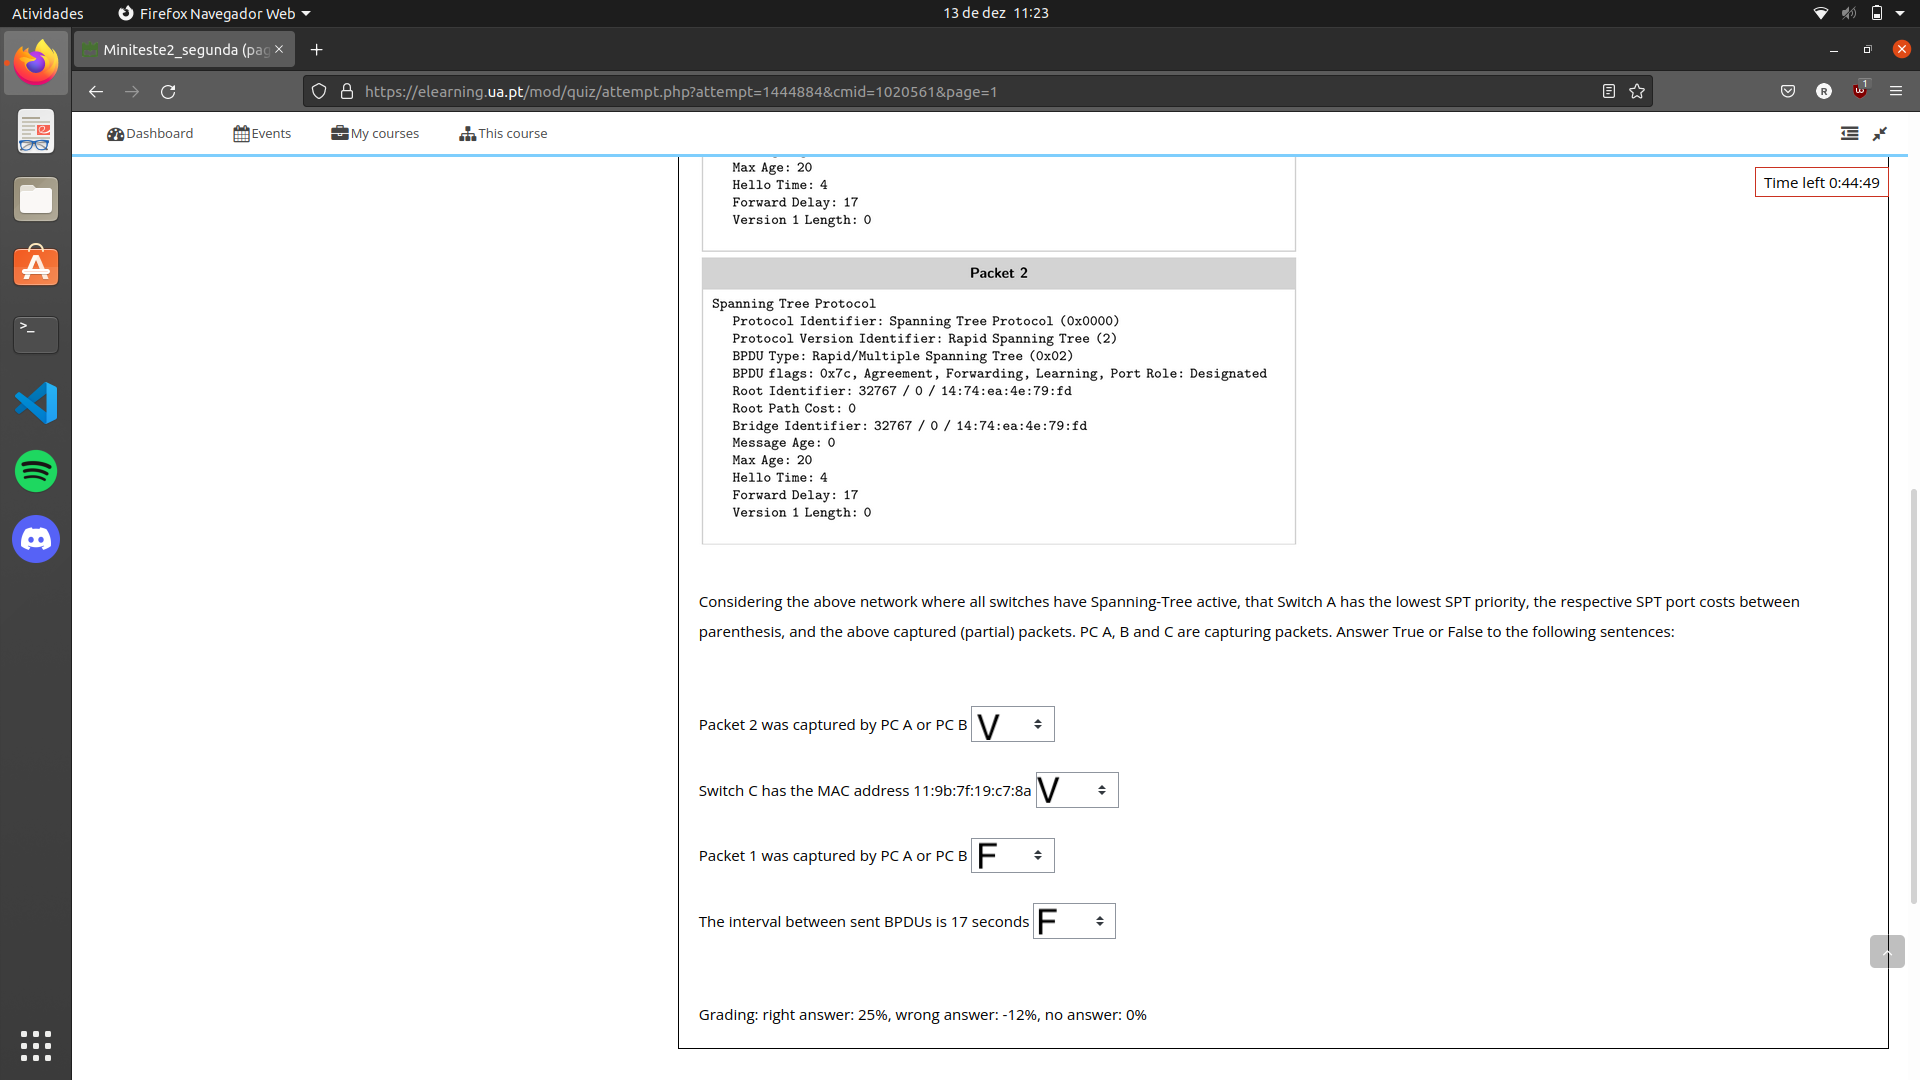 Atividades
Firefox Navegador Web
13 de dez 11:23
Miniteste2_segunda (pag
https://elearning.ua.pt/mod/quiz/attempt.php?attempt=1444884&cmid=1020561&page=1
R
1
Dashboard
Events
My courses
This course
Time left 0:44:49
Max Age: 20
Hello Time: 4
Forward Delay: 17
Version 1 Length: 0
Packet 2
Spanning Tree Protocol
Protocol Identifier: Spanning Tree Protocol (0x0000)
Protocol Version Identifier: Rapid Spanning Tree (2)
BPDU Type: Rapid/Multiple Spanning Tree (0x02)
BPDU flags: 0x7c, Agreement, Forwarding, Learning, Port Role: Designated
Root Identifier: 32767 / 0 / 14:74:ea:4e:79:fd
Root Path Cost: 0
Bridge Identifier: 32767 / 0 / 14:74:ea:4e:79:fd
Message Age: 0
Max Age: 20
Hello Time: 4
Forward Delay: 17
Version 1 Length: 0
Considering the above network where all switches have Spanning-Tree active, that Switch A has the lowest SPT priority, the respective SPT port costs between
parenthesis, and the above captured (partial) packets. PC A, B and C are capturing packets. Answer True or False to the following sentences:
Packet 2 was captured by PC A or PC B V
Switch C has the MAC address 11:9b:7f:19:c7:8a V
Packet 1 was captured by PC A or PC B F
The interval between sent BPDUs is 17 seconds F
Grading: right answer: 25%, wrong answer: -12%, no answer: 0%